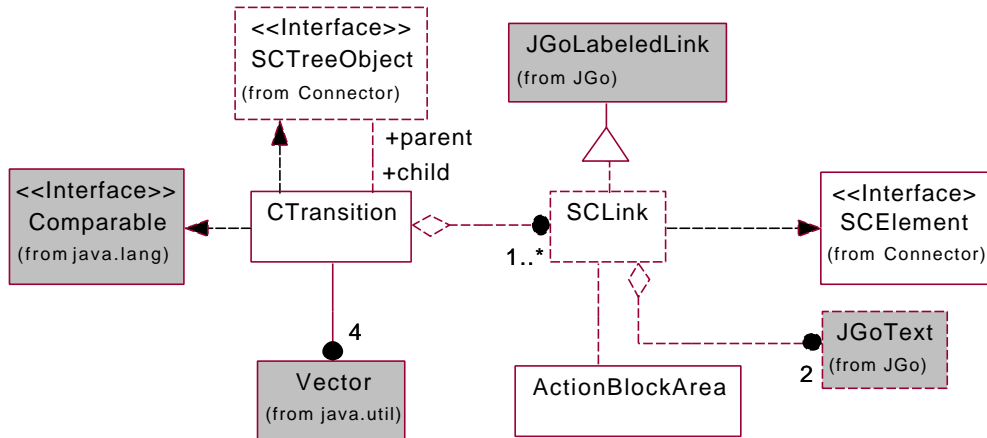 <<Interface>>
SCTreeObject
(from Connector)
JGoLabeledLink
(from JGo)
+parent
+child
<<Interface>>
Comparable
(from java.lang)
CTransition
1..*
SCLink
<<Interface>
SCElement
(from Connector)
4
Vector
(from java.util)
ActionBlockArea
2
JGoText
(from JGo)